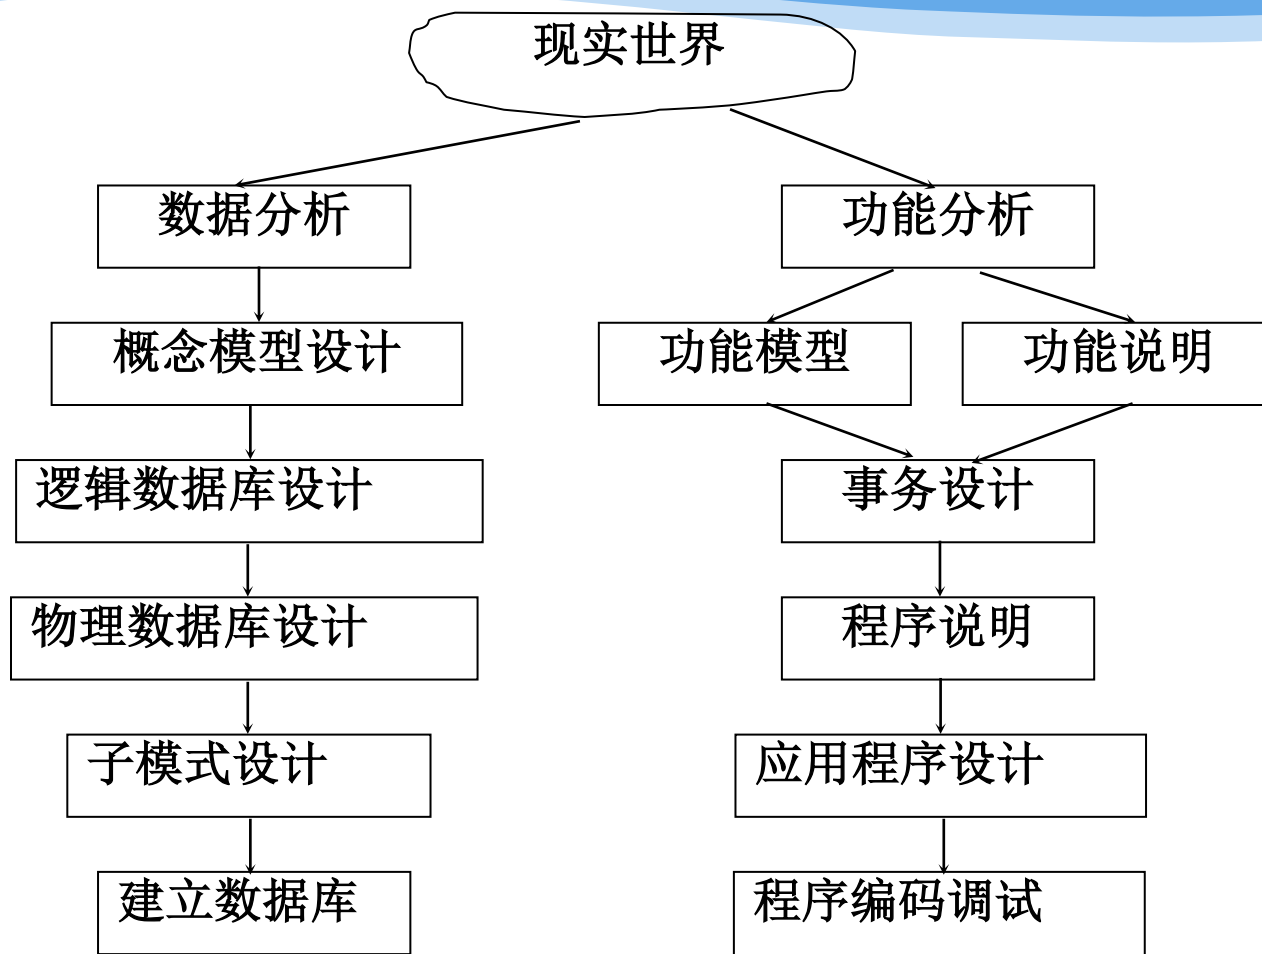 现实世界
数据分析
功能分析
概念模型设计
功能模型
功能说明
逻辑数据库设计
事务设计
物理数据库设计
程序说明
子模式设计
应用程序设计
建立数据库
程序编码调试